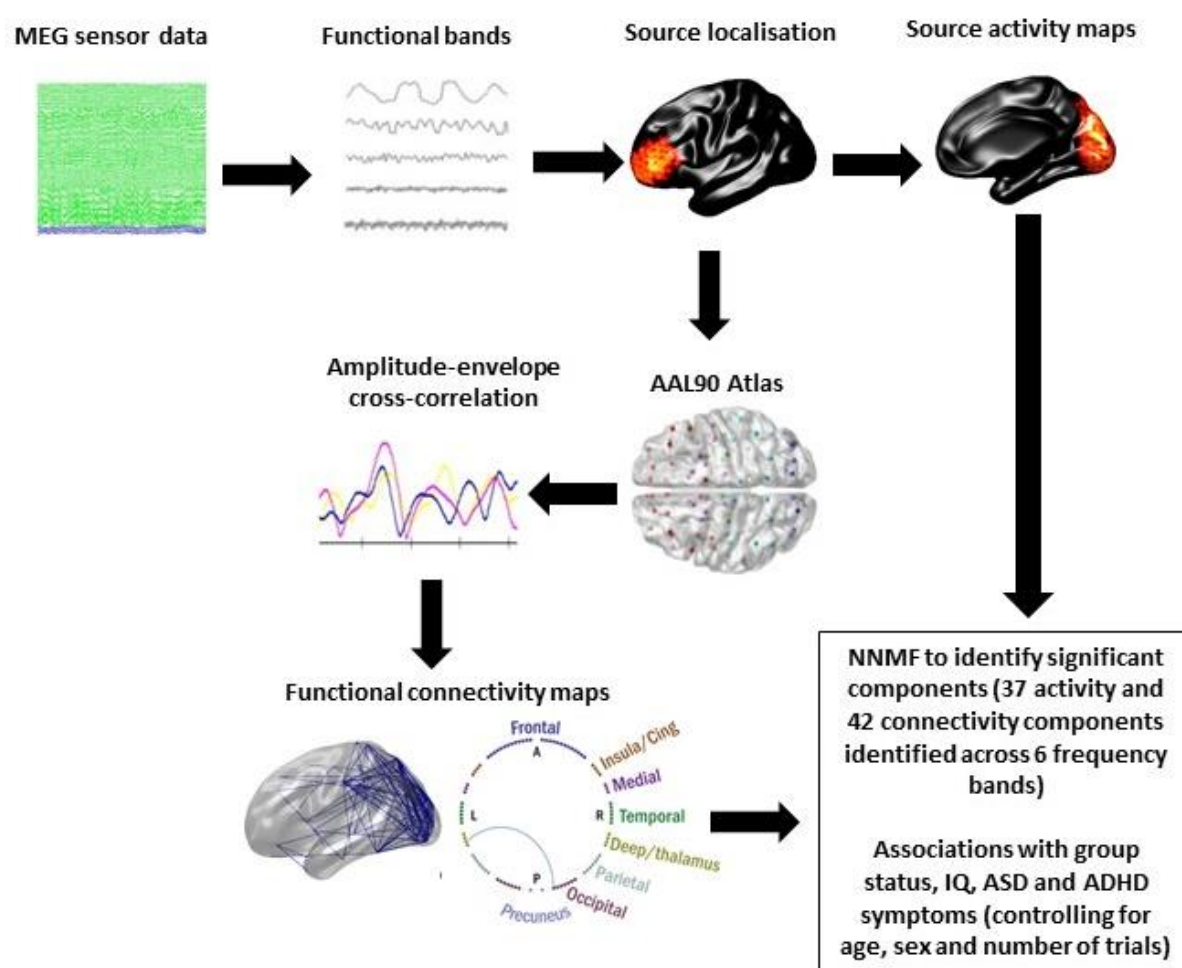 MEG sensor data
Functional bands
Source localisation
Source activity maps
Amplitude-envelope
cross-correlation
AAL90 Atlas
Functional connectivity maps
Frontal
A
Insula/Cing
Medial
L
R
Temporal
Deep/thalamus
Parietal
P
Occipital
Precuneus
NNMF to identify significant
components (37 activity and
42 connectivity components
identified across 6 frequency
bands)
Associations with group
status, IQ, ASD and ADHD
symptoms (controlling for
age, sex and number of trials)